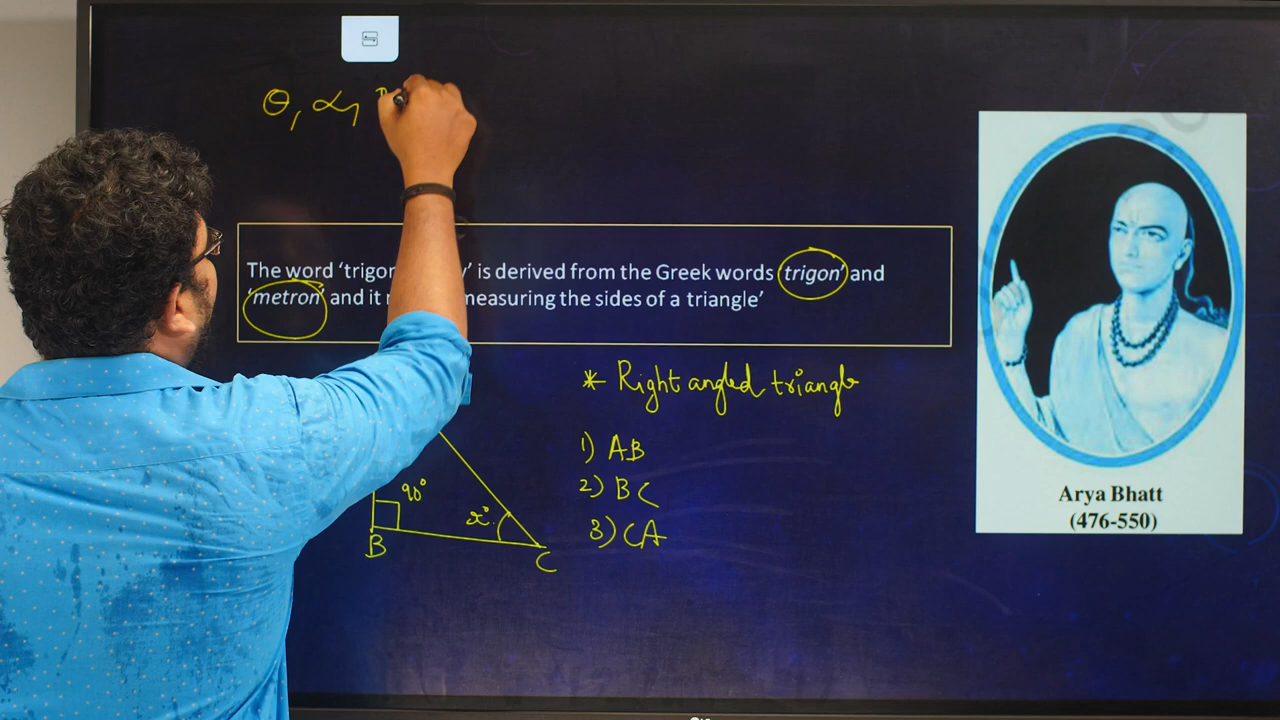 θ, α,
The word ‘ is derived from the Greek words ‘trigon’ and
‘metron’ and it measuring the sides of a triangle’
* Right angled triangle
1) AB
2) BC
3) CA
90°
x°
B
C
Arya Bhatt
(476-550)